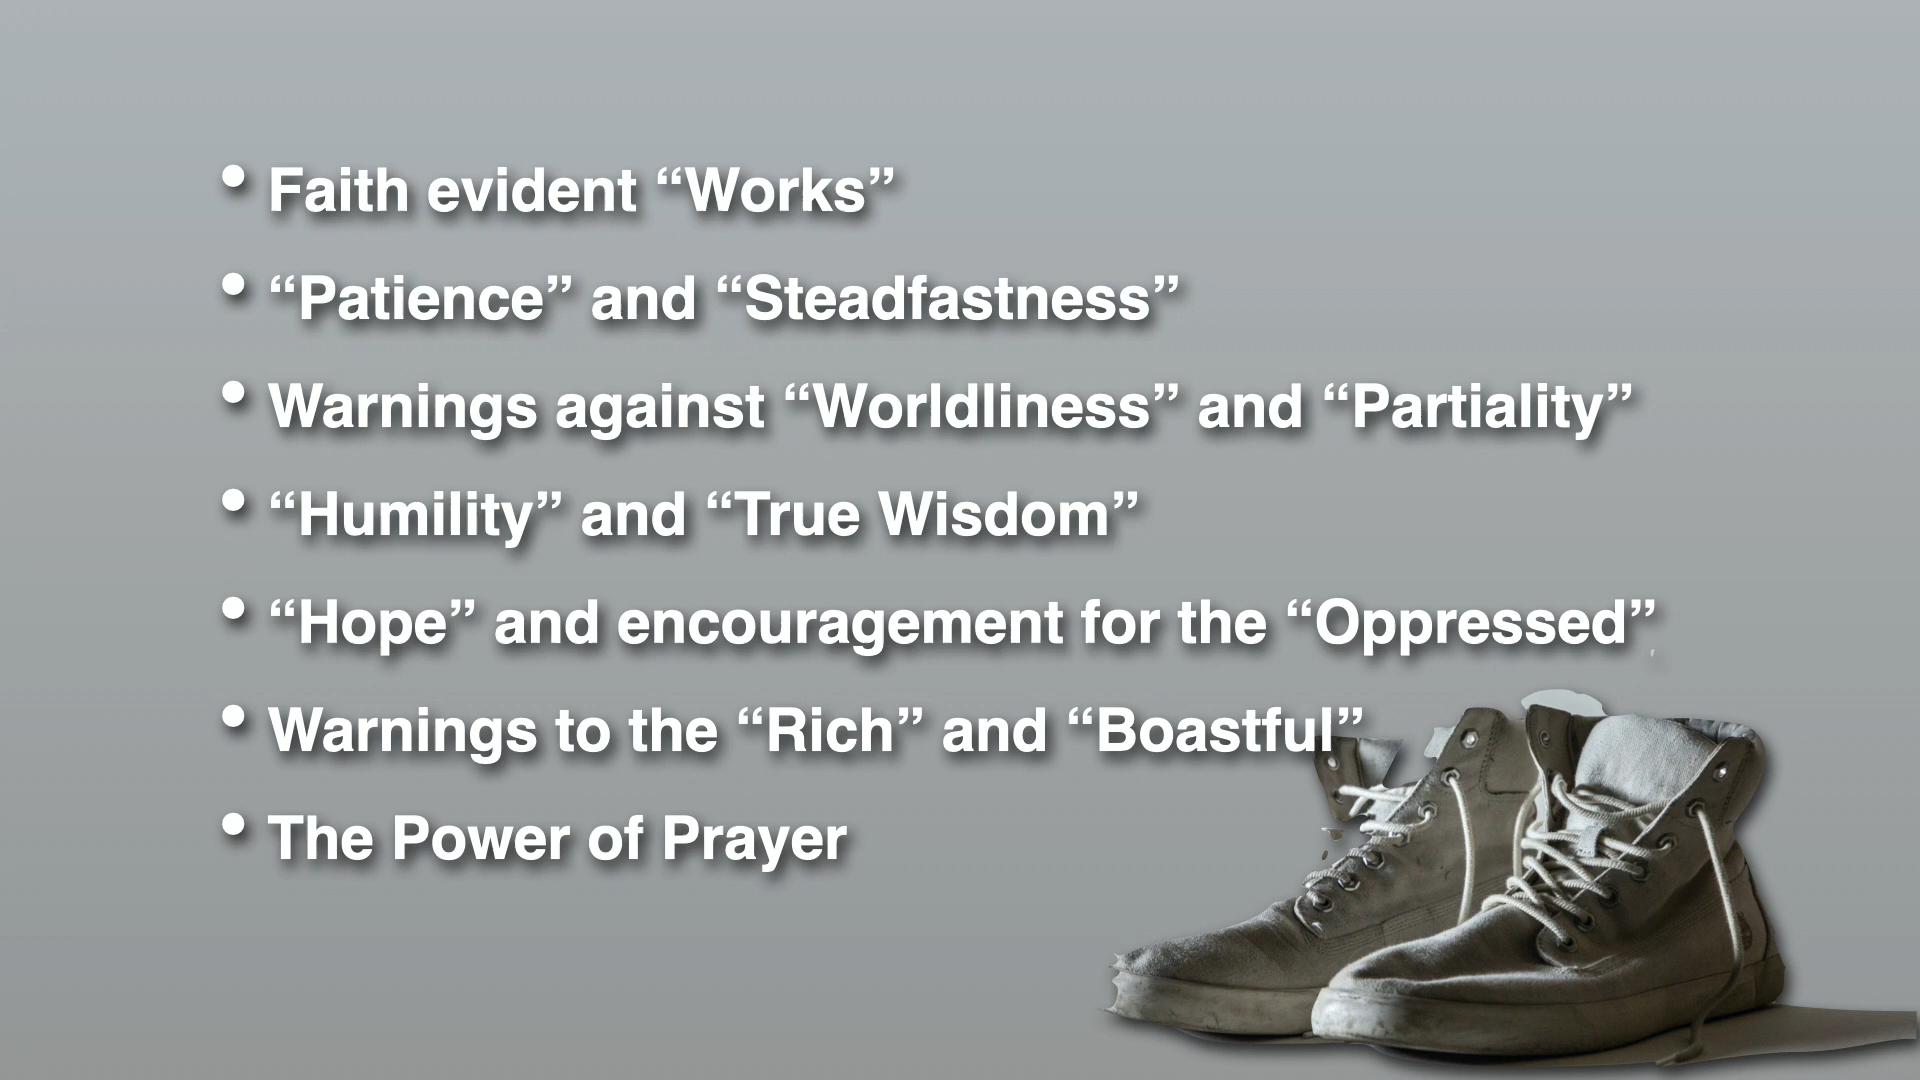 • Faith evident “Works”
• “Patience” and “Steadfastness”
• Warnings against “Worldliness” and “Partiality”
• “Humility” and “True Wisdom”
• “Hope” and encouragement for the “Oppressed”
• Warnings to the “Rich” and “Boastful”
• The Power of Prayer